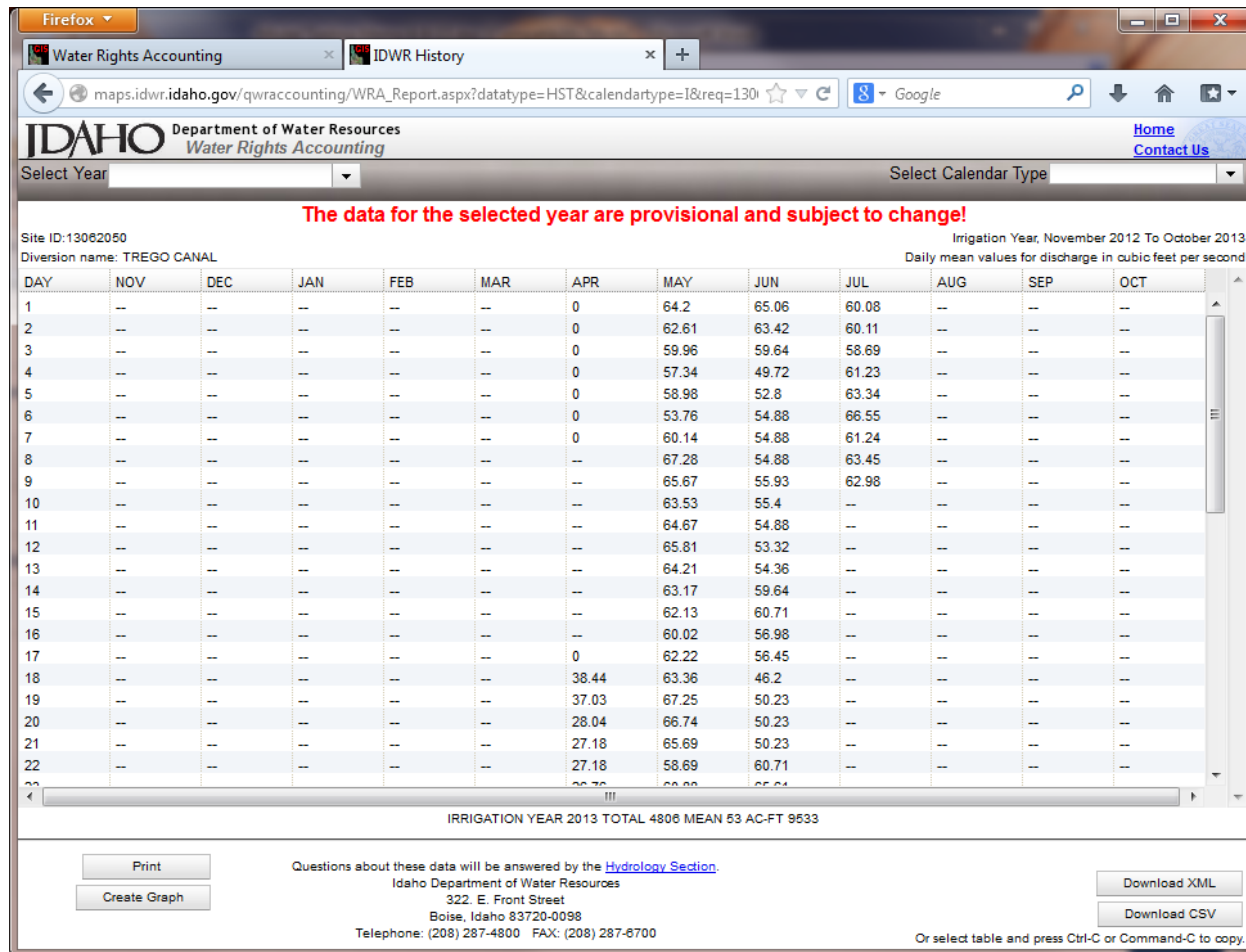 Firefox
Water Rights Accounting
IDWR History
maps.idwr.idaho.gov/qwraccounting/WRA_Report.aspx?datatype=HST&calendartype=I&req=130
Google
IDAHO Department of Water Resources
Water Rights Accounting
Home
Contact Us
Select Year
Select Calendar Type
The data for the selected year are provisional and subject to change!
Site ID:13062050 Irrigation Year, November 2012 To October 2013
Diversion name: TREGO CANAL Daily mean values for discharge in cubic feet per second
DAY NOV DEC JAN FEB MAR APR MAY JUN JUL AUG SEP OCT
1 -- -- -- -- -- 0 64.2 65.06 60.08 -- -- --
2 -- -- -- -- -- 0 62.61 63.42 60.11 -- -- --
3 -- -- -- -- -- 0 59.96 59.64 58.69 -- -- --
4 -- -- -- -- -- 0 57.34 49.72 61.23 -- -- --
5 -- -- -- -- -- 0 58.98 52.8 63.34 -- -- --
6 -- -- -- -- -- 0 53.76 54.88 66.55 -- -- --
7 -- -- -- -- -- 0 60.14 54.88 61.24 -- -- --
8 -- -- -- -- -- -- 67.28 54.88 63.45 -- -- --
9 -- -- -- -- -- -- 65.67 55.93 62.98 -- -- --
10 -- -- -- -- -- -- 63.53 55.4 -- -- -- --
11 -- -- -- -- -- -- 64.67 54.88 -- -- -- --
12 -- -- -- -- -- -- 65.81 53.32 -- -- -- --
13 -- -- -- -- -- -- 64.21 54.36 -- -- -- --
14 -- -- -- -- -- -- 63.17 59.64 -- -- -- --
15 -- -- -- -- -- -- 62.13 60.71 -- -- -- --
16 -- -- -- -- -- -- 60.02 56.98 -- -- -- --
17 -- -- -- -- -- 0 62.22 56.45 -- -- -- --
18 -- -- -- -- -- 38.44 63.36 46.2 -- -- -- --
19 -- -- -- -- -- 37.03 67.25 50.23 -- -- -- --
20 -- -- -- -- -- 28.04 66.74 50.23 -- -- -- --
21 -- -- -- -- -- 27.18 65.69 50.23 -- -- -- --
22 -- -- -- -- -- 27.18 58.69 60.71 -- -- -- --
IRRIGATION YEAR 2013 TOTAL 4806 MEAN 53 AC-FT 9533
Print
Create Graph
Questions about these data will be answered by the Hydrology Section.
Idaho Department of Water Resources
322. E. Front Street
Boise, Idaho 83720-0098
Telephone: (208) 287-4800 FAX: (208) 287-6700
Download XML
Download CSV
Or select table and press Ctrl-C or Command-C to copy.